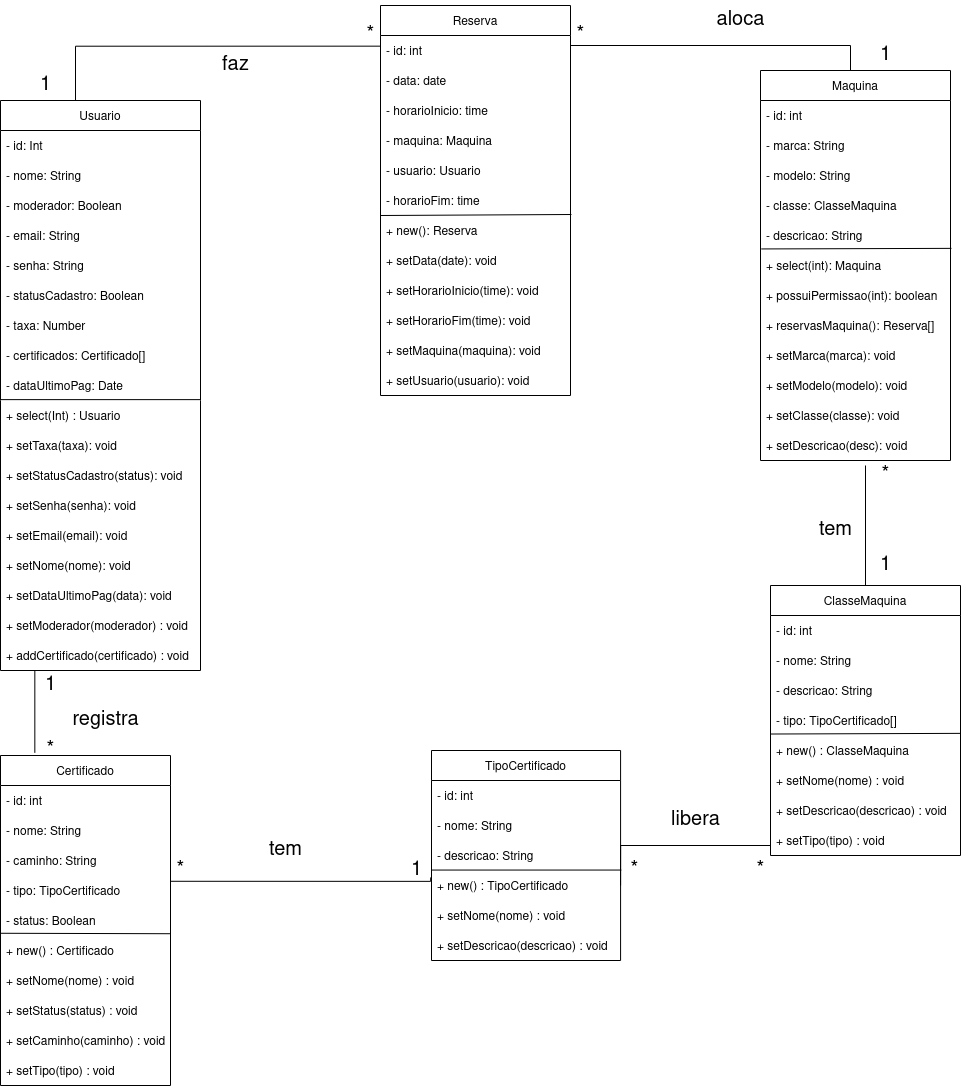 Reserva
- id: int
- data: date
- horarioInicio: time
- maquina: Maquina
- usuario: Usuario
- horarioFim: time
+ new(): Reserva
+ setData(date): void
+ setHorarioInicio(time): void
+ setHorarioFim(time): void
+ setMaquina(maquina): void
+ setUsuario(usuario): void
*
faz
1
*
aloca
1
Usuario
- id: Int
- nome: String
- moderador: Boolean
- email: String
- senha: String
- statusCadastro: Boolean
- taxa: Number
- certificados: Certificado[]
- dataUltimoPag: Date
+ select(Int) : Usuario
+ setTaxa(taxa): void
+ setStatusCadastro(status): void
+ setSenha(senha): void
+ setEmail(email): void
+ setNome(nome): void
+ setDataUltimoPag(data): void
+ setModerador(moderador) : void
+ addCertificado(certificado) : void
Maquina
- id: int
- marca: String
- modelo: String
- classe: ClasseMaquina
- descricao: String
+ select(int): Maquina
+ possuiPermissao(int): boolean
+ reservasMaquina(): Reserva[]
+ setMarca(marca): void
+ setModelo(modelo): void
+ setClasse(classe): void
+ setDescricao(desc): void
*
tem
1
ClasseMaquina
- id: int
- nome: String
- descricao: String
- tipo: TipoCertificado[]
+ new() : ClasseMaquina
+ setNome(nome) : void
+ setDescricao(descricao) : void
+ setTipo(tipo) : void
1
registra
*
Certificado
- id: int
- nome: String
- caminho: String
- tipo: TipoCertificado
- status: Boolean
+ new() : Certificado
+ setNome(nome) : void
+ setStatus(status) : void
+ setCaminho(caminho) : void
+ setTipo(tipo) : void
*
tem
1
TipoCertificado
- id: int
- nome: String
- descricao: String
+ new() : TipoCertificado
+ setNome(nome) : void
+ setDescricao(descricao) : void
libera
*
*